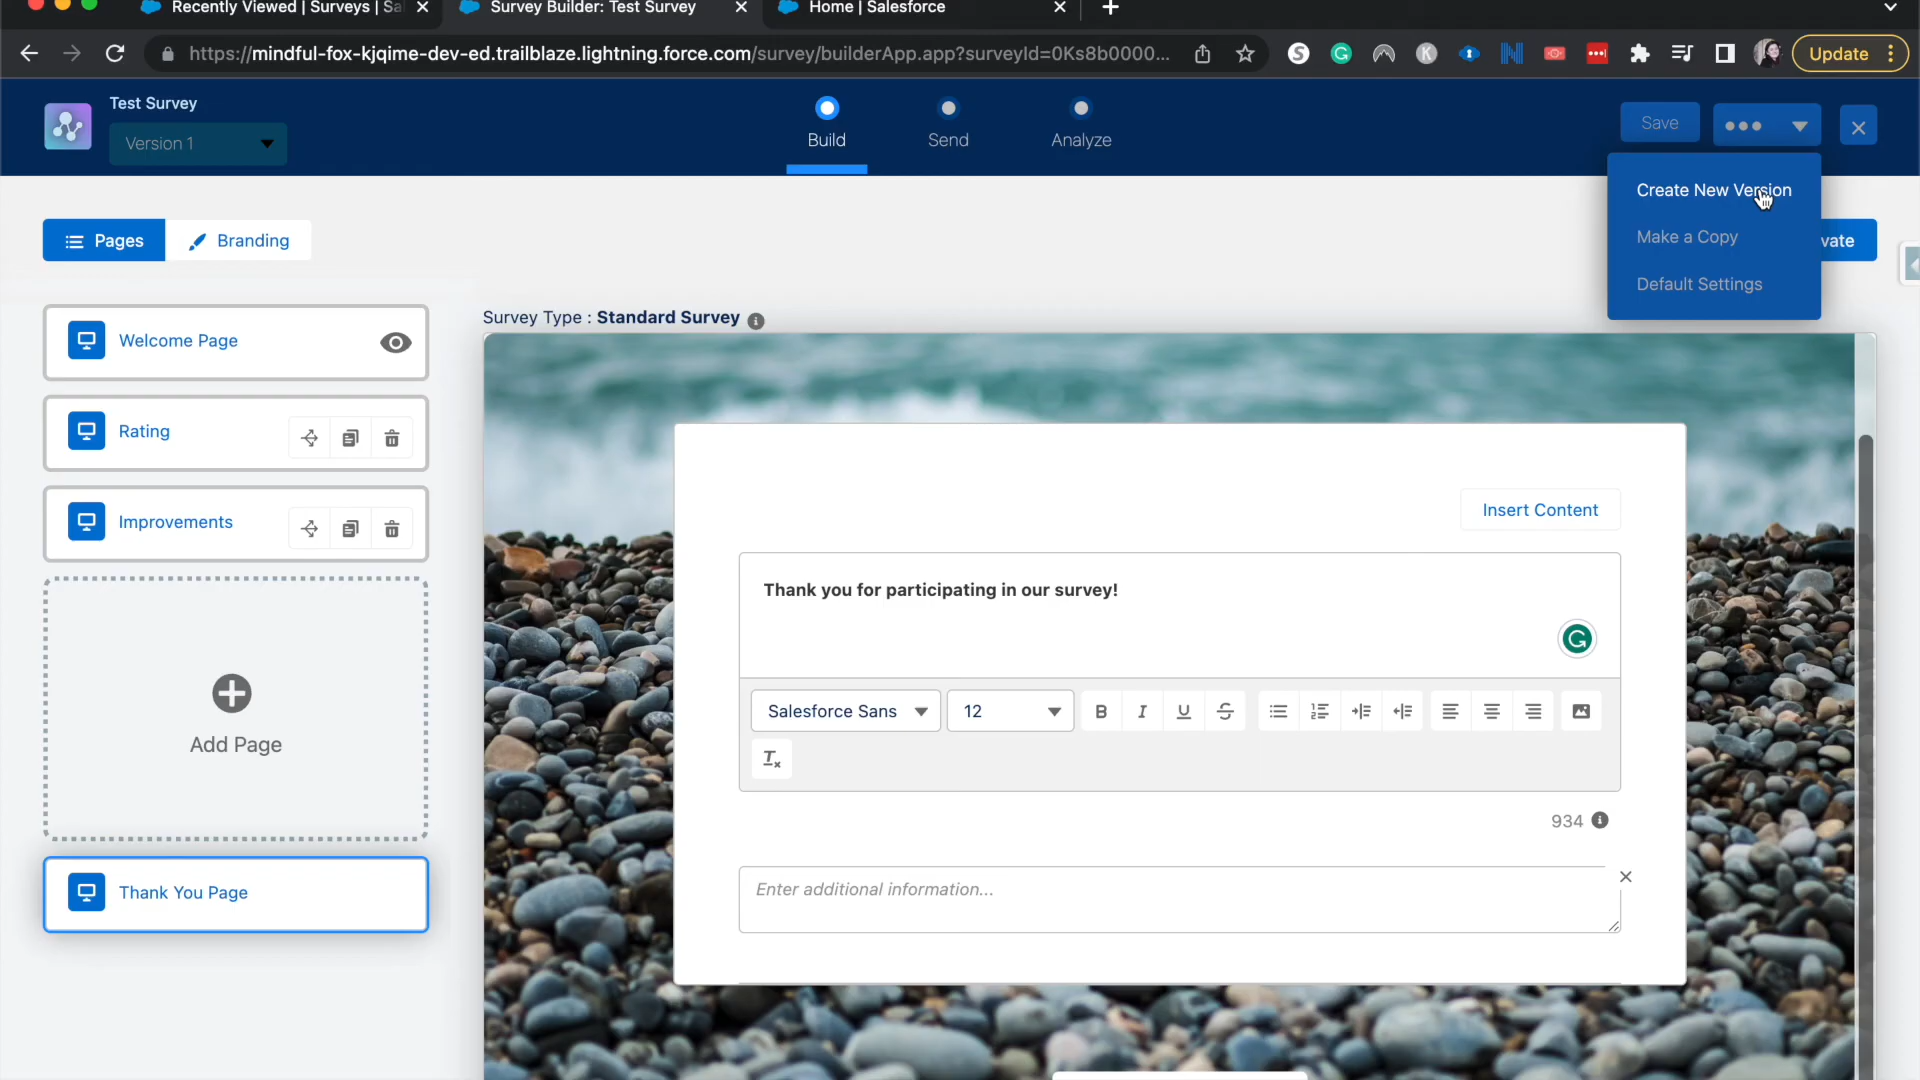 Recently Viewed | Surveys | Sa
Survey Builder: Test Survey
Home | Salesforce
https://mindful-fox-kjqime-dev-ed.trailblaze.lightning.force.com/survey/builderApp.app?surveyId=0Ks8b0000...
Update
Test Survey
Version 1
Build
Send
Analyze
Save
Create New Version
Make a Copy
Default Settings
vate
Pages
Branding
Survey Type : Standard Survey
Welcome Page
Rating
Improvements
Add Page
Thank You Page
Insert Content
Thank you for participating in our survey!
Salesforce Sans
12
934
Enter additional information...